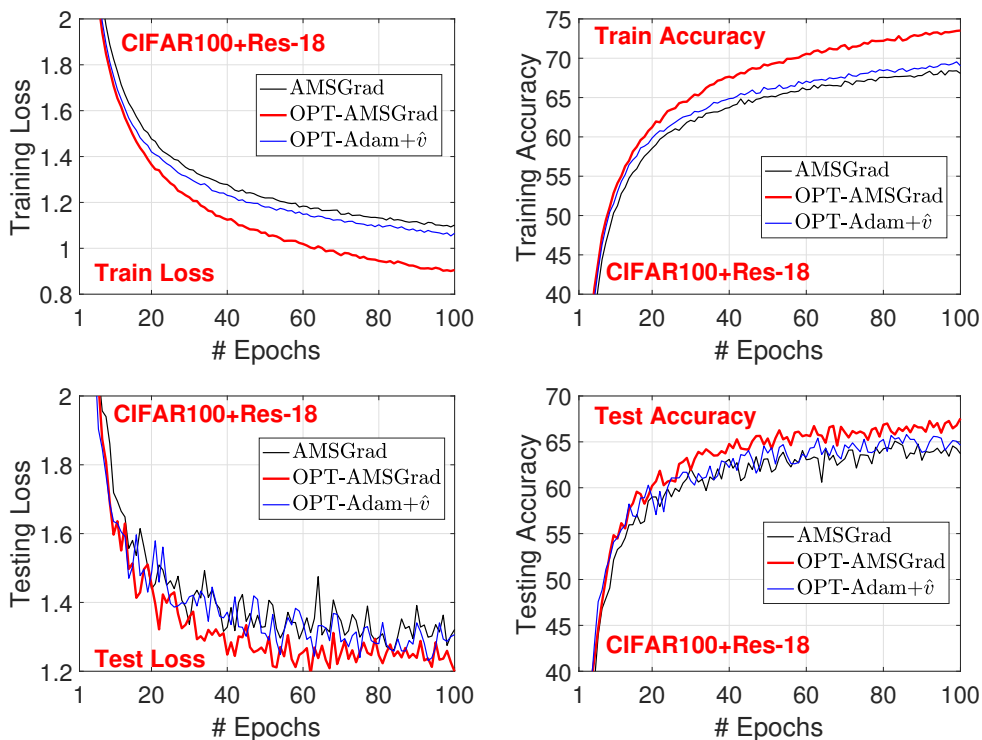 CIFAR100+Res-18
AMSGrad
OPT-AMSGrad
OPT-Adam+v̂
Train Loss
Training Loss
2
1.8
1.6
1.4
1.2
1
0.8
1 20 40 60 80 100
# Epochs
Train Accuracy
AMSGrad
OPT-AMSGrad
OPT-Adam+v̂
CIFAR100+Res-18
Training Accuracy
75
70
65
60
55
50
45
40
1 20 40 60 80 100
# Epochs
CIFAR100+Res-18
AMSGrad
OPT-AMSGrad
OPT-Adam+v̂
Test Loss
Testing Loss
2
1.8
1.6
1.4
1.2
1 20 40 60 80 100
# Epochs
Test Accuracy
AMSGrad
OPT-AMSGrad
OPT-Adam+v̂
CIFAR100+Res-18
Testing Accuracy
70
65
60
55
50
45
40
1 20 40 60 80 100
# Epochs